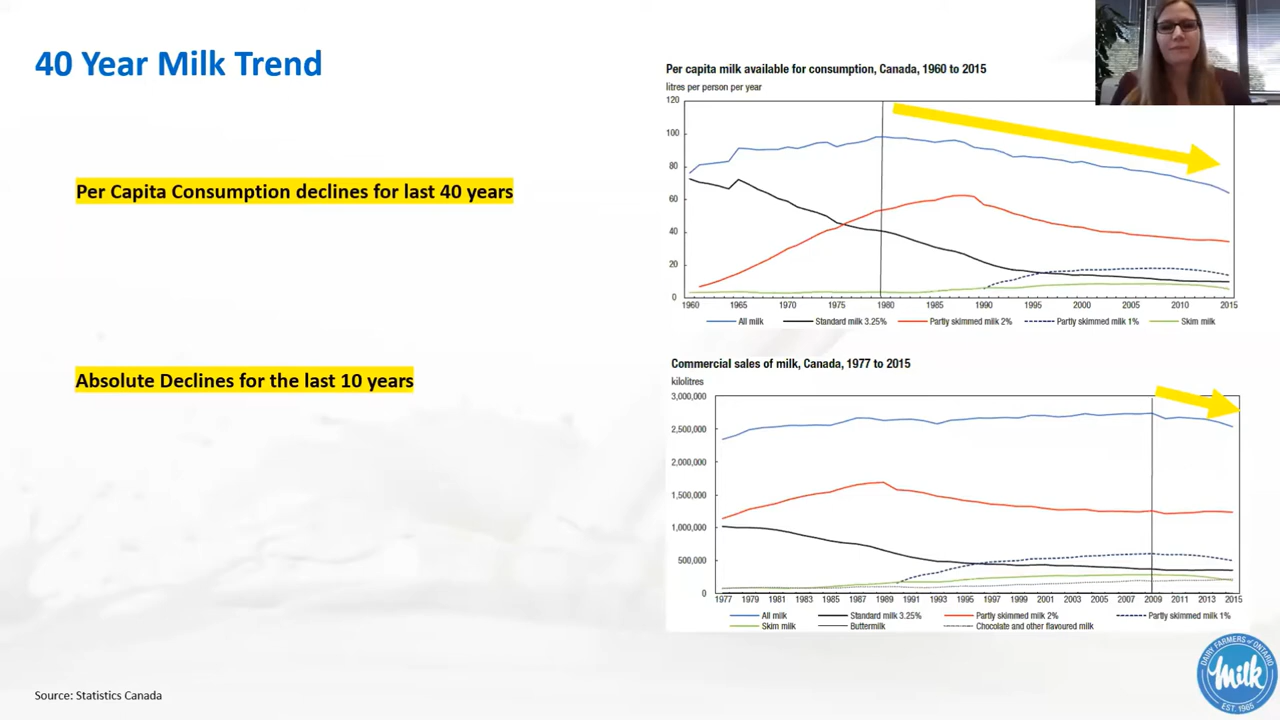 40 Year Milk Trend
Per Capita Consumption declines for last 40 years
Absolute Declines for the last 10 years
Source: Statistics Canada
Per capita milk available for consumption, Canada, 1960 to 2015
litres per person per year
120
100
80
60
40
20
0
1960 1965 1970 1975 1980 1985 1990 1995 2000 2005 2010 2015
All milk Standard milk 3.25% Partly skimmed milk 2% Partly skimmed milk 1% Skim milk
Commercial sales of milk, Canada, 1977 to 2015
kilolitres
3,000,000
2,500,000
2,000,000
1,500,000
1,000,000
500,000
0
1977 1979 1981 1983 1985 1987 1989 1991 1993 1995 1997 1999 2001 2003 2005 2007 2009 2011 2013 2015
All milk Standard milk 3.25% Partly skimmed milk 2% Partly skimmed milk 1%
Skim milk Buttermilk Chocolate and other flavoured milk
DAIRY FARMERS OF ONTARIO
Milk
EST. 1965